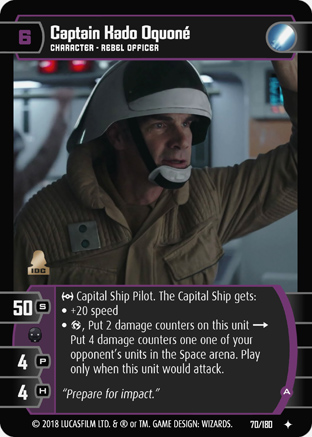 6
Captain Kado Oquoné
CHARACTER · REBEL OFFICER
IDC
50 S
Capital Ship Pilot. The Capital Ship gets:
• +20 speed
• , Put 2 damage counters on this unit →
Put 4 damage counters one one of your
opponent's units in the Space arena. Play
only when this unit would attack.
4 P
4 H
"Prepare for impact."
A
© 2018 LUCASFILM LTD. & ® or TM. GAME DESIGN: WIZARDS.
70/180